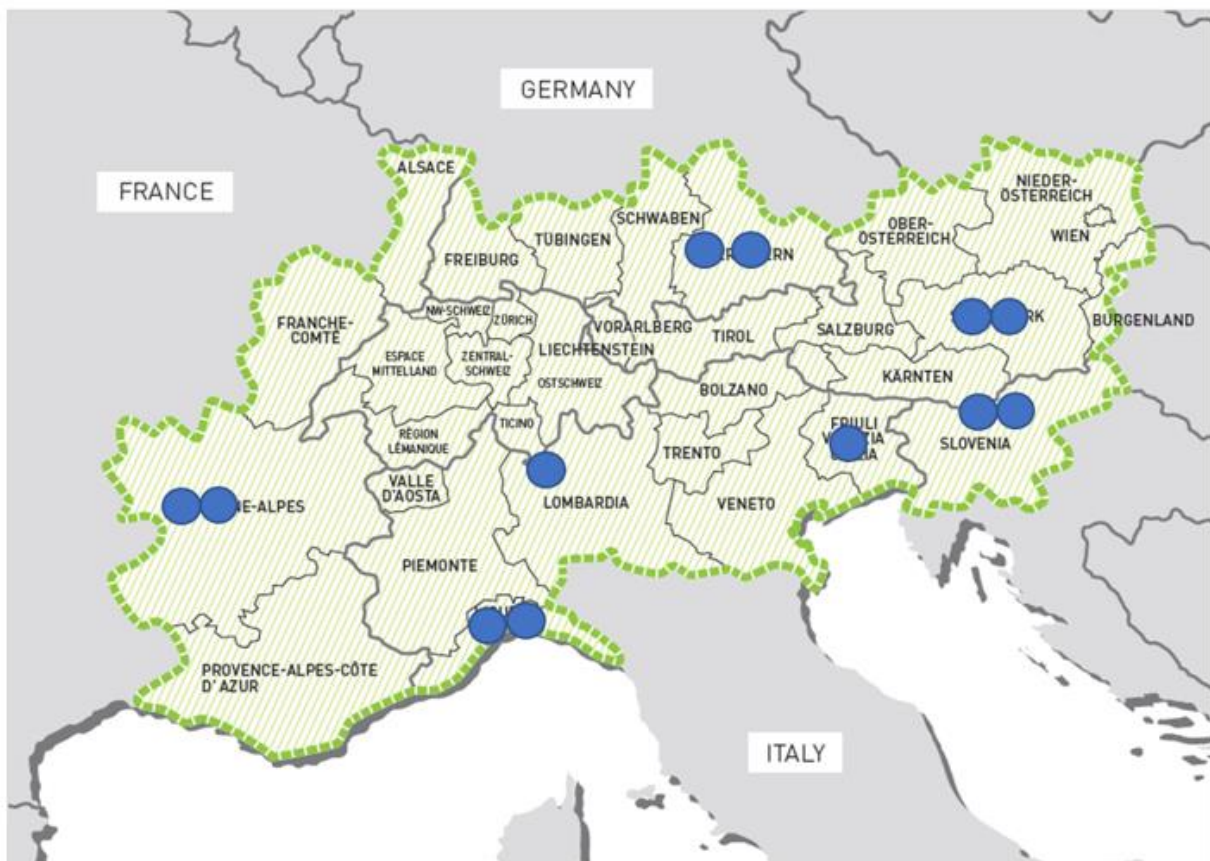 GERMANY
FRANCE
ALSACE
NIEDER-
ÖSTERREICH
SCHWABEN
OBER-
ÖSTERREICH
WIEN
TÜBINGEN
FREIBURG
NW-SCHWEIZ
ZÜRICH
VORARLBERG
TIROL
SALZBURG
BURGENLAND
FRANCHE-
COMTÉ
LIECHTENSTEIN
ESPACE
MITTELLAND
ZENTRAL-
SCHWEIZ
OSTSCHWEIZ
BOLZANO
KÄRNTEN
TICINO
FRIULI
RÉGION
LÉMANIQUE
TRENTO
SLOVENIA
VALLE
D'AOSTA
LOMBARDIA
VENETO
PIEMONTE
PROVENCE-ALPES-CÔTE
D' AZUR
ITALY